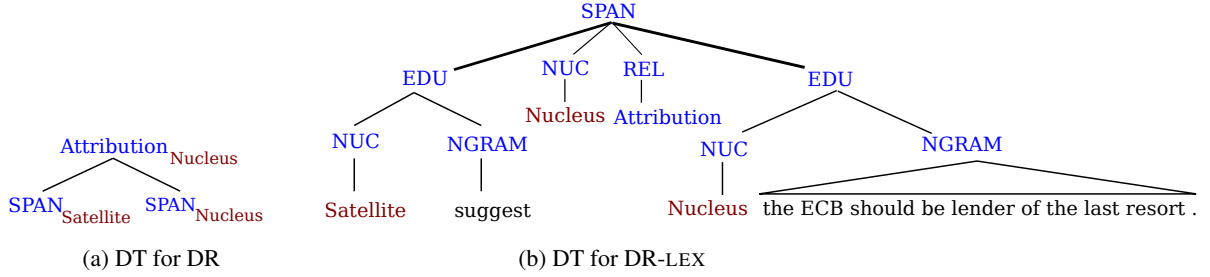 SPAN
EDU NUC REL EDU
Nucleus Attribution
Attribution Nucleus
NUC NGRAM NUC NGRAM
SPAN Satellite SPAN Nucleus
Satellite suggest Nucleus the ECB should be lender of the last resort .
(a) DT for DR (b) DT for DR-LEX